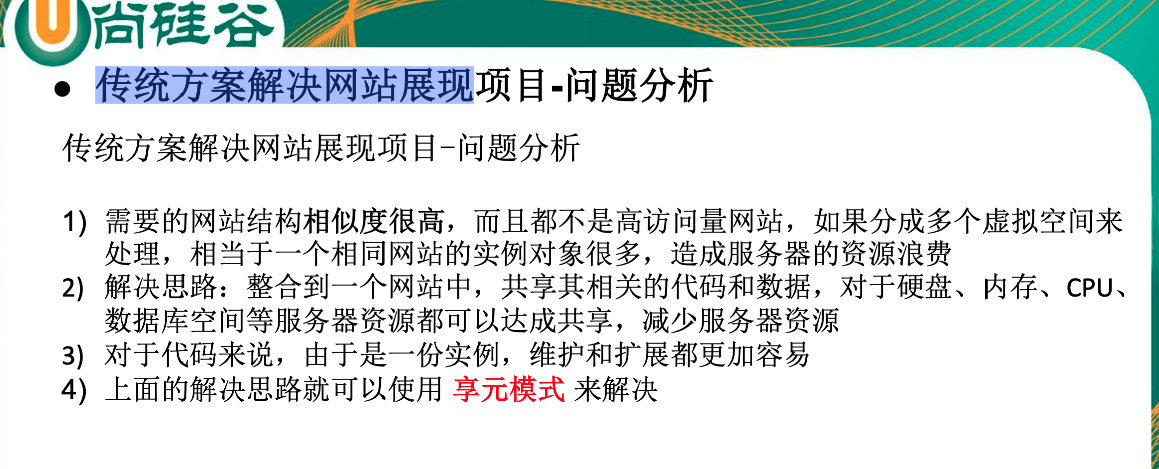 尚硅谷
● 传统方案解决网站展现项目-问题分析
传统方案解决网站展现项目-问题分析
1) 需要的网站结构相似度很高，而且都不是高访问量网站，如果分成多个虚拟空间来
处理，相当于一个相同网站的实例对象很多，造成服务器的资源浪费
2) 解决思路：整合到一个网站中，共享其相关的代码和数据，对于硬盘、内存、CPU、
数据库空间等服务器资源都可以达成共享，减少服务器资源
3) 对于代码来说，由于是一份实例，维护和扩展都更加容易
4) 上面的解决思路就可以使用 享元模式 来解决